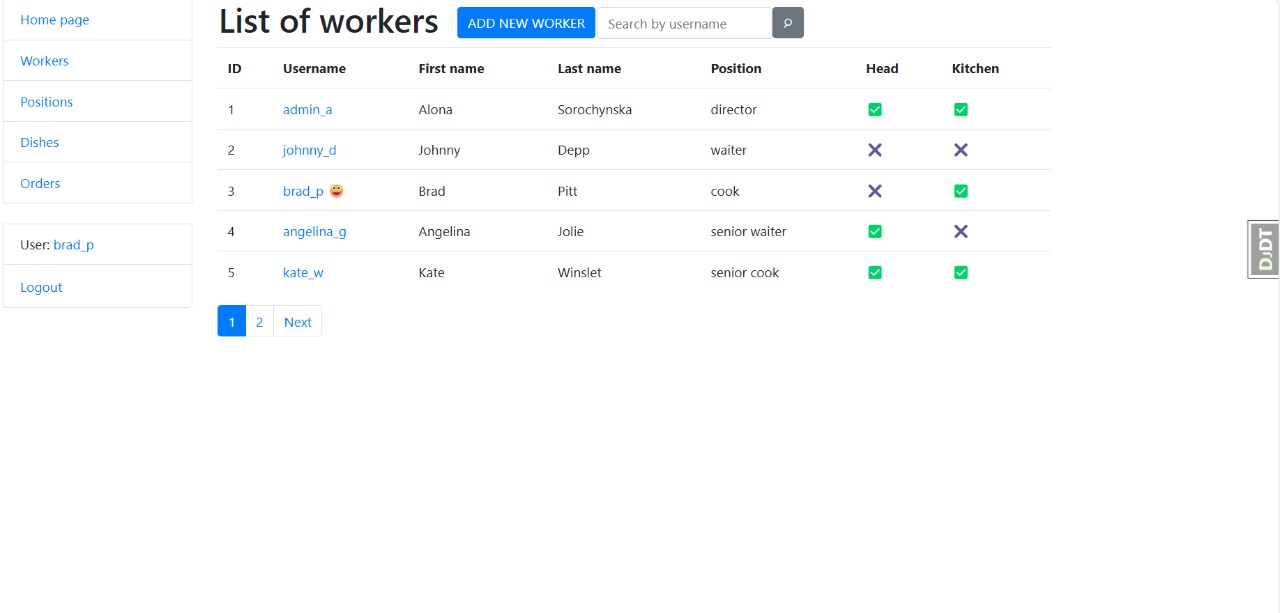 Home page
Workers
Positions
Dishes
Orders
User: brad_p
Logout
List of workers ADD NEW WORKER Search by username
ID Username First name Last name Position Head Kitchen
1 admin_a Alona Sorochynska director ✅ ✅
2 johnny_d Johnny Depp waiter ❌ ❌
3 brad_p 😀 Brad Pitt cook ❌ ✅
4 angelina_g Angelina Jolie senior waiter ✅ ❌
5 kate_w Kate Winslet senior cook ✅ ✅
1 2 Next
DJDT